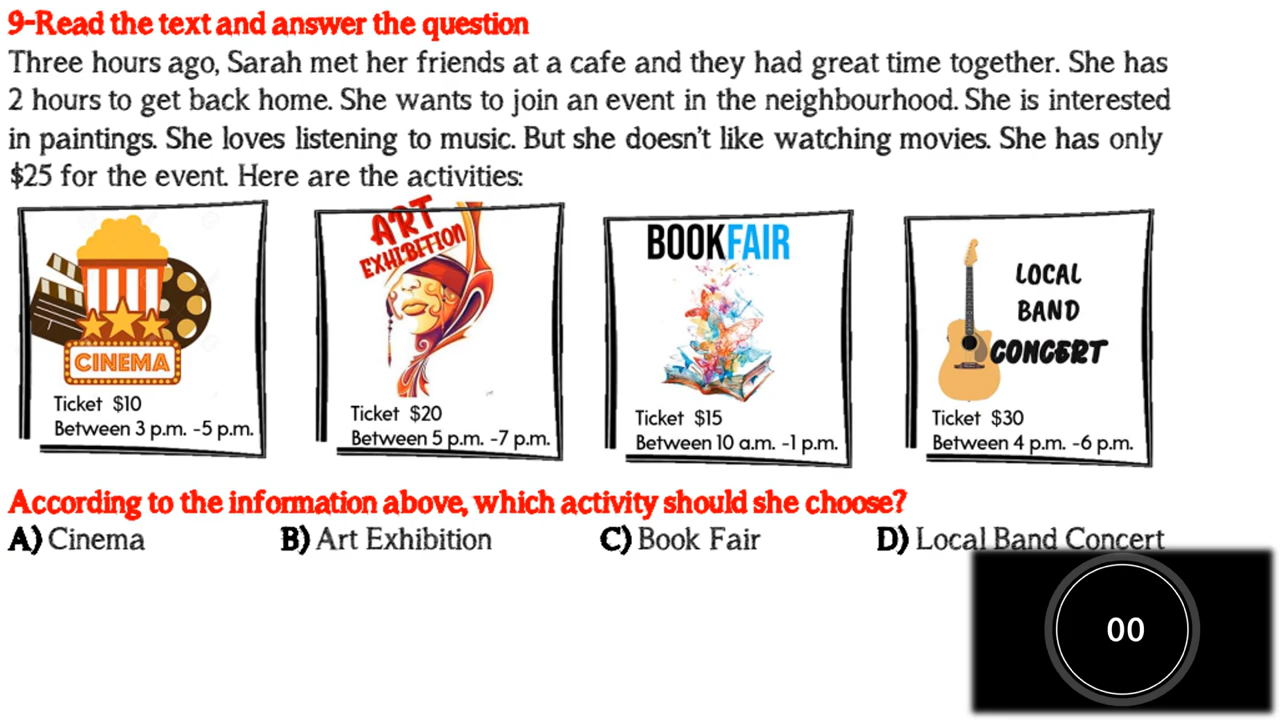 9-Read the text and answer the question
Three hours ago, Sarah met her friends at a cafe and they had great time together. She has
2 hours to get back home. She wants to join an event in the neighbourhood. She is interested
in paintings. She loves listening to music. But she doesn't like watching movies. She has only
$25 for the event. Here are the activities:
CINEMA
Ticket $10
Between 3 p.m. -5 p.m.
ART
EXHIBITION
Ticket $20
Between 5 p.m. -7 p.m.
BOOKFAIR
Ticket $15
Between 10 a.m. -1 p.m.
LOCAL
BAND
CONCERT
Ticket $30
Between 4 p.m. -6 p.m.
According to the information above, which activity should she choose?
A) Cinema B) Art Exhibition C) Book Fair D) Local Band Concert
00